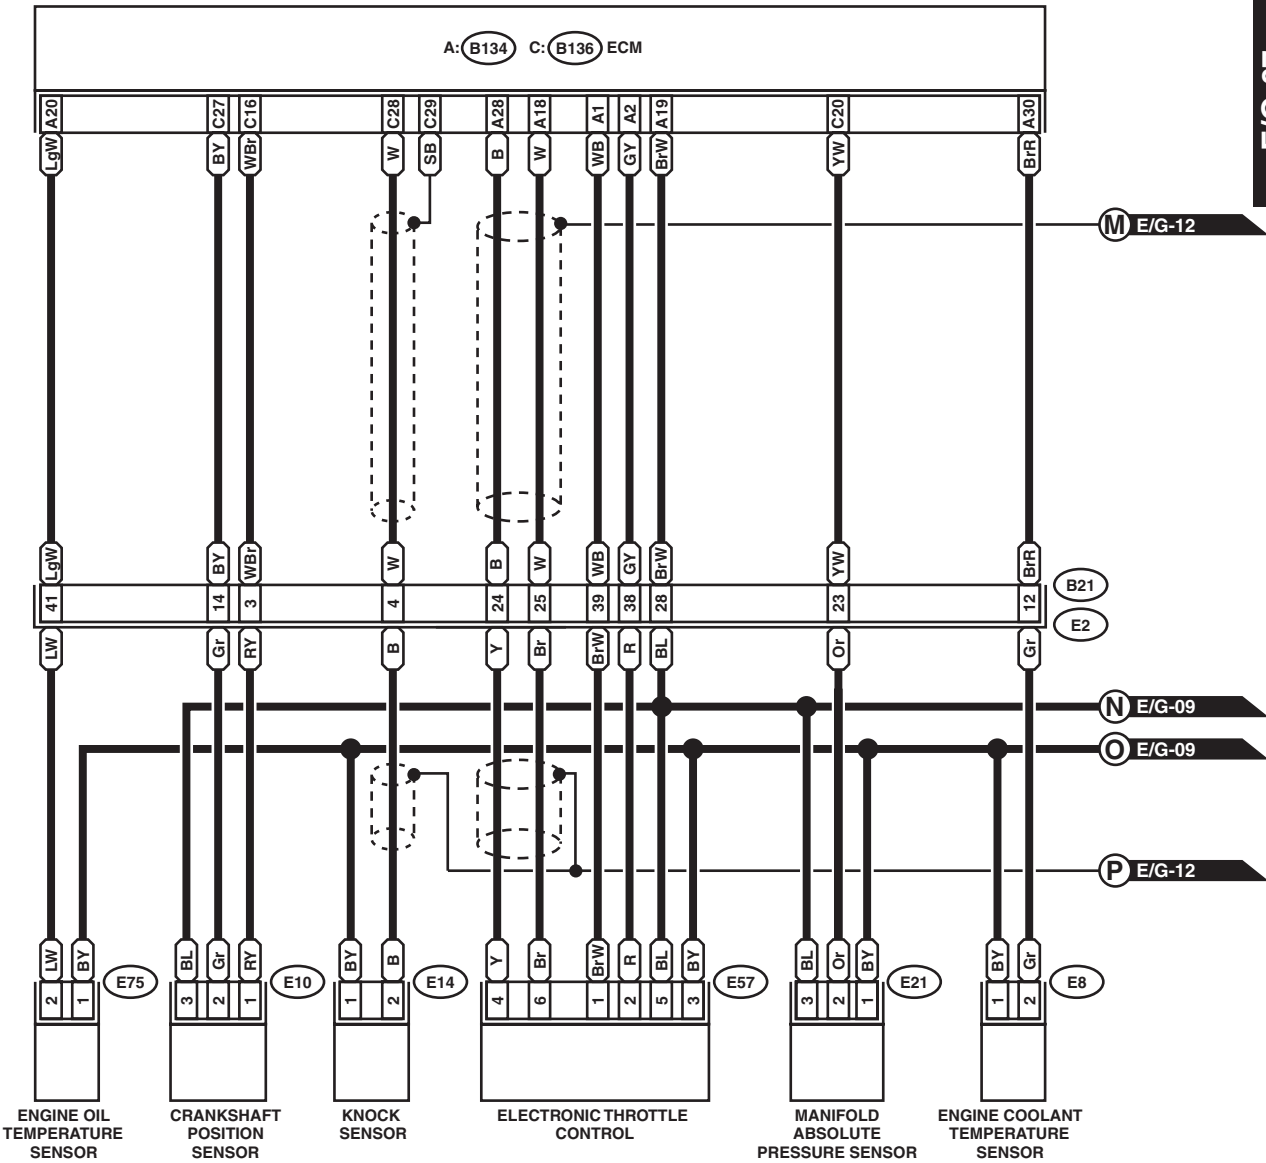 A: B134 C: B136 ECM
A20 C27 C16 C28 C29 A28 A18 A1 A2 A19 C20 A30
LgW BY WBr W SB B W WB GY BrW YW BrR
M E/G-12
LgW BY WBr W B W WB GY BrW YW BrR
B21
41 14 3 4 24 25 39 38 28 23 12
E2
LW Gr RY B Y Br BrW R BL Or Gr
N E/G-09
O E/G-09
P E/G-12
LW BY BL Gr RY BY B Y Br BrW R BL BY BL Or BY BY Gr
E75 E10 E14 E57 E21 E8
2 1 3 2 1 1 2 4 6 1 2 5 3 3 2 1 1 2
ENGINE OIL
TEMPERATURE
SENSOR
CRANKSHAFT
POSITION
SENSOR
KNOCK
SENSOR
ELECTRONIC THROTTLE
CONTROL
MANIFOLD
ABSOLUTE
PRESSURE SENSOR
ENGINE COOLANT
TEMPERATURE
SENSOR